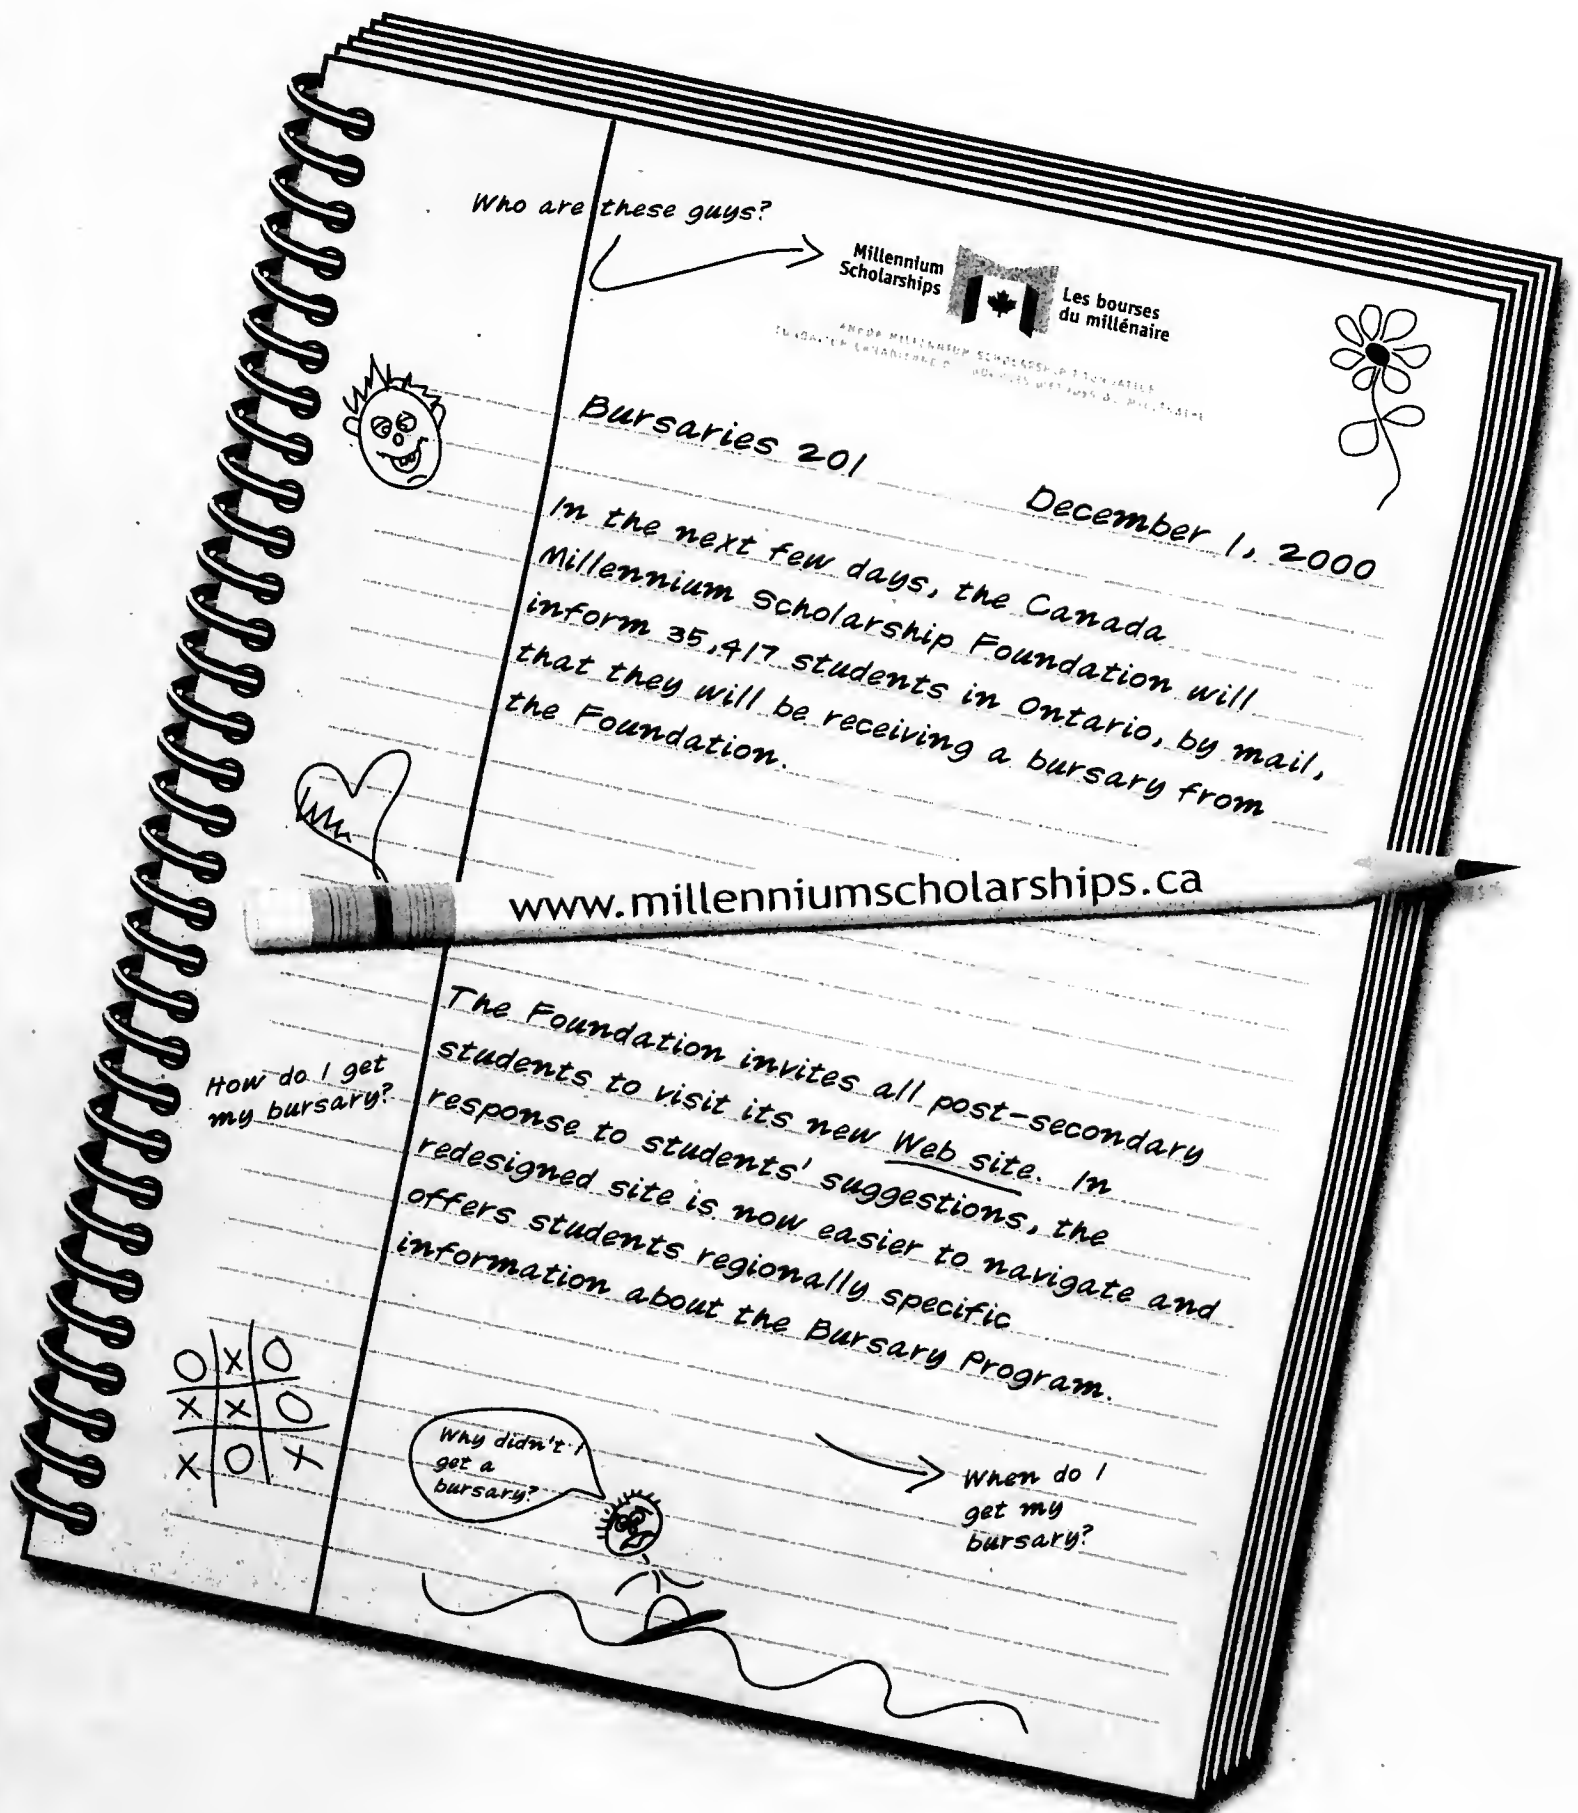 Who are these guys?
Millennium
Scholarships
Les bourses
du millénaire
Bursaries 201
December 1, 2000
In the next few days, the Canada
Millennium Scholarship Foundation will
inform 35,417 students in Ontario, by mail,
that they will be receiving a bursary from
the Foundation.
www.millenniumscholarships.ca
The Foundation invites all post-secondary
students to visit its new Web site. In
response to students' suggestions, the
redesigned site is now easier to navigate and
offers students regionally specific
information about the Bursary Program.
How do I get
my bursary?
O X O
X X O
X O X
Why didn't I
get a
bursary?
When do I
get my
bursary?